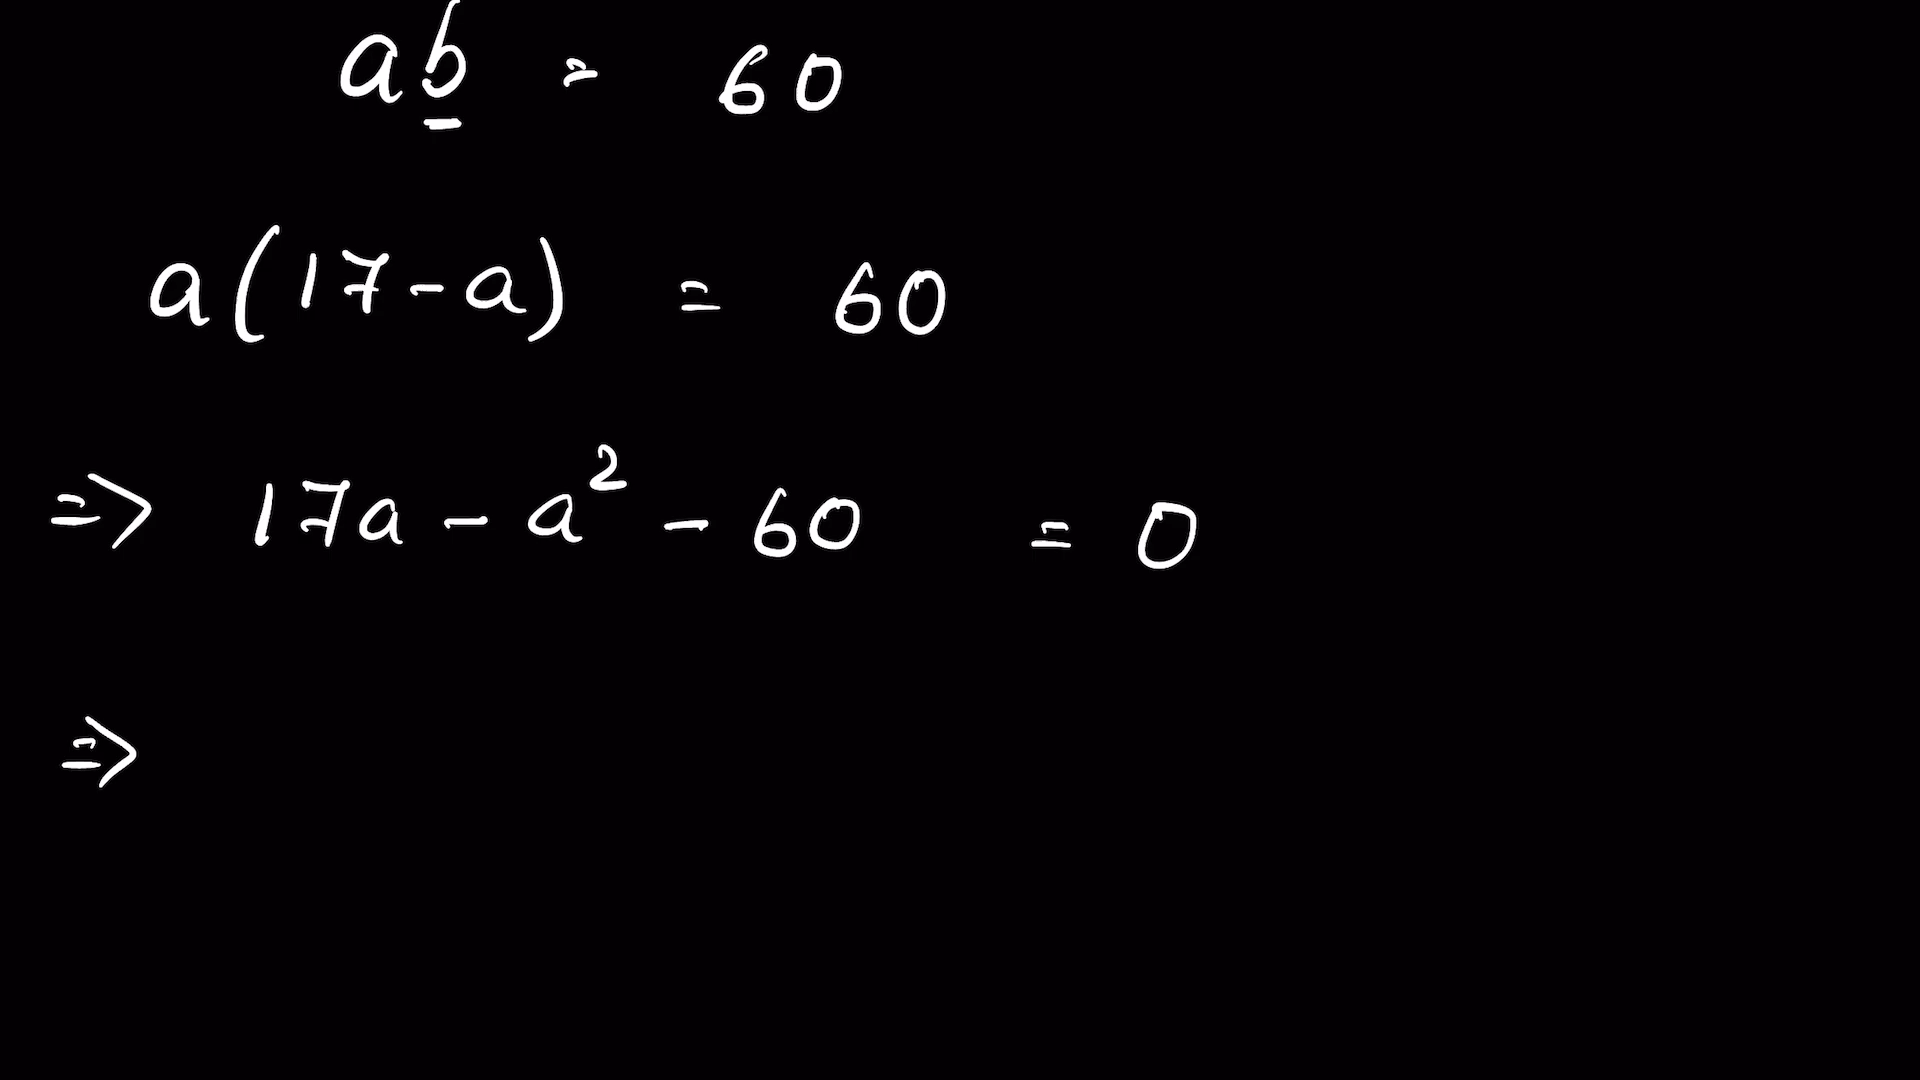 ab = 60
a(17-a) = 60
=> 17a - a² - 60 = 0
=>